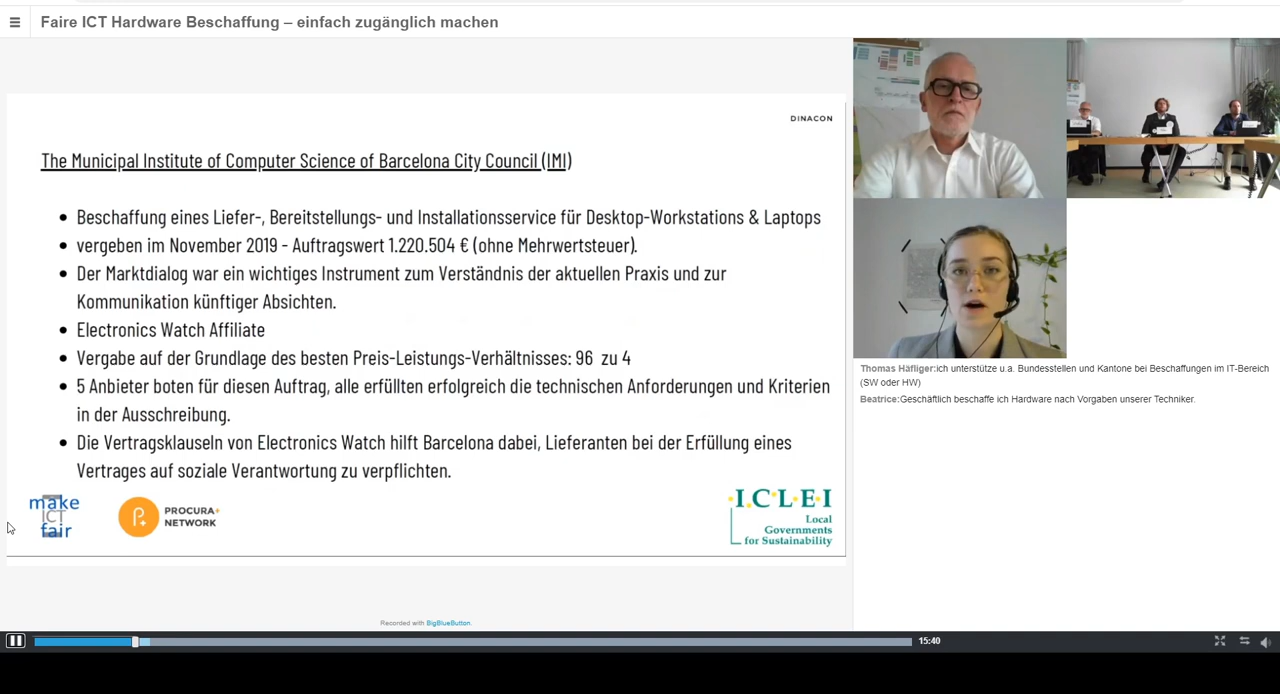 Faire ICT Hardware Beschaffung – einfach zugänglich machen
DINACON
The Municipal Institute of Computer Science of Barcelona City Council (IMI)
• Beschaffung eines Liefer-, Bereitstellungs- und Installationsservice für Desktop-Workstations & Laptops
• vergeben im November 2019 - Auftragswert 1.220.504 € (ohne Mehrwertsteuer).
• Der Marktdialog war ein wichtiges Instrument zum Verständnis der aktuellen Praxis und zur
Kommunikation künftiger Absichten.
• Electronics Watch Affiliate
• Vergabe auf der Grundlage des besten Preis-Leistungs-Verhältnisses: 96 zu 4
• 5 Anbieter boten für diesen Auftrag, alle erfüllten erfolgreich die technischen Anforderungen und Kriterien
in der Ausschreibung.
• Die Vertragsklauseln von Electronics Watch hilft Barcelona dabei, Lieferanten bei der Erfüllung eines
Vertrages auf soziale Verantwortung zu verpflichten.
make
ICT
fair
PROCURA+
NETWORK
I.C.L.E.I
Local
Governments
for Sustainability
Thomas Häfliger:ich unterstütze u.a. Bundesstellen und Kantone bei Beschaffungen im IT-Bereich
(SW oder HW)
Beatrice:Geschäftlich beschaffe ich Hardware nach Vorgaben unserer Techniker.
Recorded with BigBlueButton.
15:40